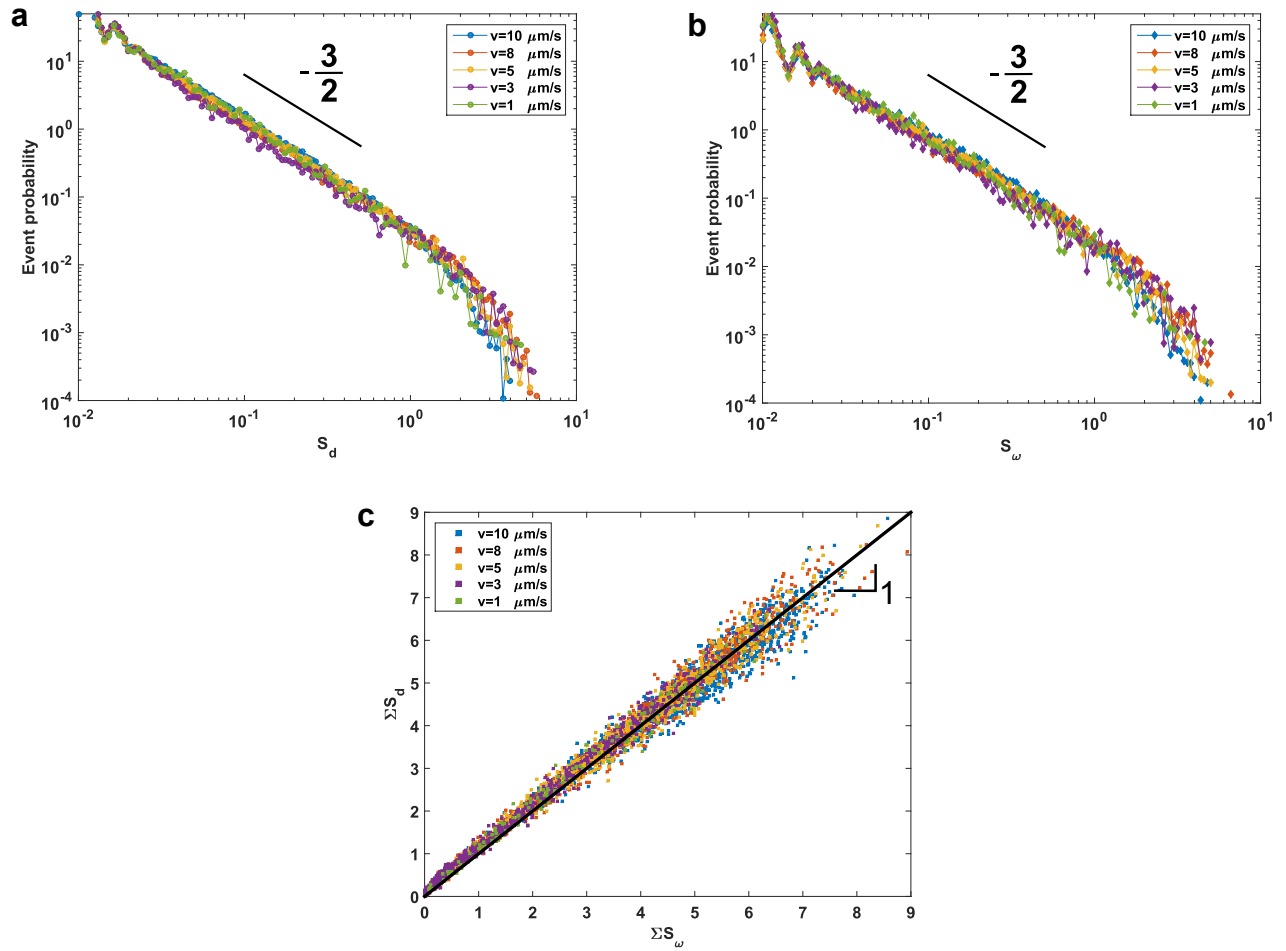 a
Event probability
10^1
10^0
10^-1
10^-2
10^-3
10^-4
10^-2
10^-1
10^0
10^1
S_d
- 3/2
v=10 μm/s
v=8 μm/s
v=5 μm/s
v=3 μm/s
v=1 μm/s
b
Event probability
10^1
10^0
10^-1
10^-2
10^-3
10^-4
10^-2
10^-1
10^0
10^1
S_ω
- 3/2
v=10 μm/s
v=8 μm/s
v=5 μm/s
v=3 μm/s
v=1 μm/s
c
ΣS_d
9
8
7
6
5
4
3
2
1
0
0 1 2 3 4 5 6 7 8 9
ΣS_ω
v=10 μm/s
v=8 μm/s
v=5 μm/s
v=3 μm/s
v=1 μm/s
1